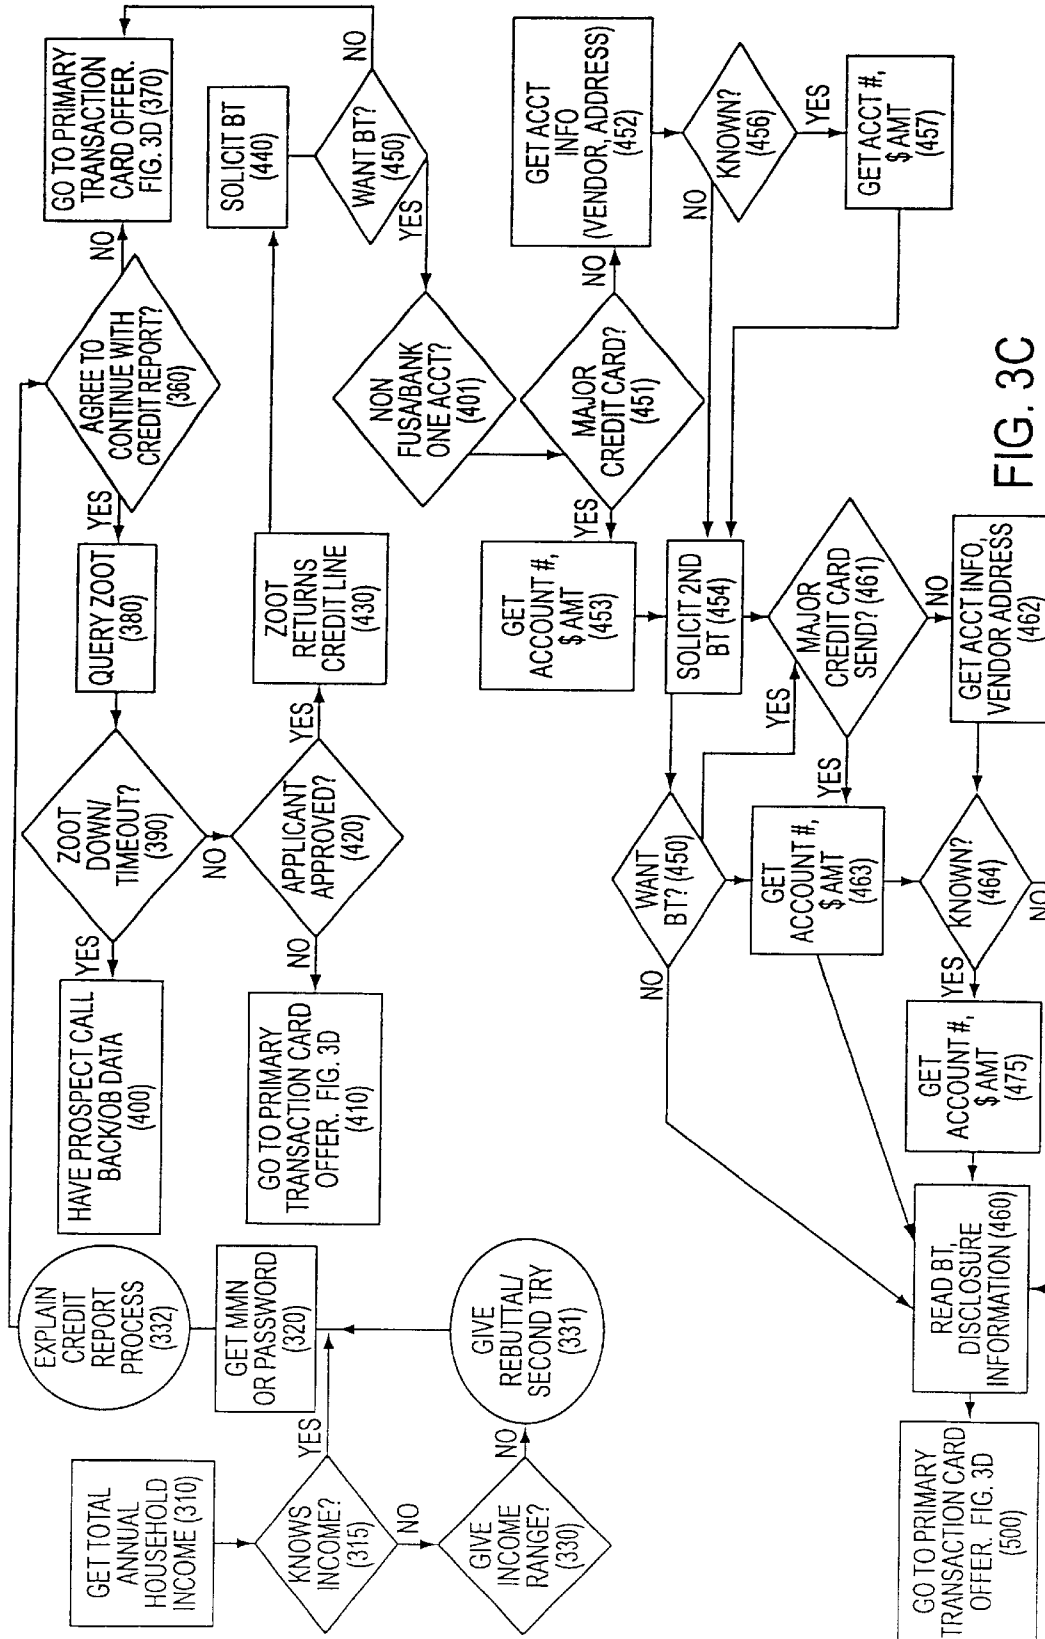 GET TOTAL
ANNUAL
HOUSEHOLD
INCOME (310)
KNOWS
INCOME?
(315)
YES
NO
GIVE
INCOME
RANGE?
(330)
NO
GIVE
REBUTTAL/
SECOND TRY
(331)
GET MMN
OR PASSWORD
(320)
EXPLAIN
CREDIT
REPORT
PROCESS
(332)
AGREE TO
CONTINUE WITH
CREDIT REPORT?
(360)
NO
GO TO PRIMARY
TRANSACTION
CARD OFFER.
FIG. 3D (370)
YES
QUERY ZOOT
(380)
ZOOT
DOWN/
TIMEOUT?
(390)
YES
HAVE PROSPECT CALL
BACK/OB DATA
(400)
NO
APPLICANT
APPROVED?
(420)
NO
GO TO PRIMARY
TRANSACTION CARD
OFFER. FIG. 3D
(410)
YES
ZOOT
RETURNS
CREDIT LINE
(430)
SOLICIT BT
(440)
WANT BT?
(450)
NO
YES
NON
FUSA/BANK
ONE ACCT?
(401)
MAJOR
CREDIT CARD?
(451)
NO
GET ACCT
INFO
(VENDOR, ADDRESS)
(452)
KNOWN?
(456)
NO
YES
GET ACCT #,
$ AMT
(457)
YES
GET
ACCOUNT #,
$ AMT
(453)
SOLICIT 2ND
BT (454)
WANT
BT? (450)
NO
YES
MAJOR
CREDIT CARD
SEND? (461)
YES
NO
GET
ACCOUNT #,
$ AMT
(463)
GET ACCT INFO,
VENDOR ADDRESS
(462)
KNOWN?
(464)
YES
NO
GET
ACCOUNT #,
$ AMT
(475)
READ BT,
DISCLOSURE
INFORMATION (460)
GO TO PRIMARY
TRANSACTION CARD
OFFER. FIG. 3D
(500)
FIG. 3C